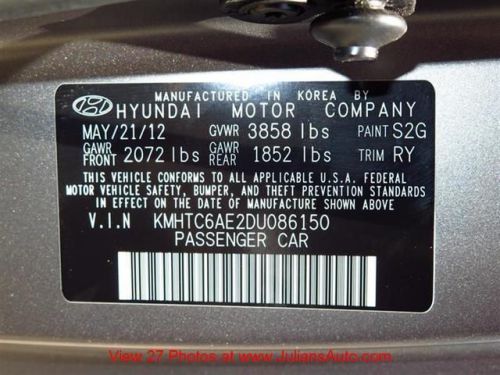 MANUFACTURED IN KOREA BY
HYUNDAI MOTOR COMPANY
MAY/21/12 GVWR 3858 lbs PAINT S2G
GAWR FRONT 2072 lbs GAWR REAR 1852 lbs TRIM RY
THIS VEHICLE CONFORMS TO ALL APPLICABLE U.S.A. FEDERAL
MOTOR VEHICLE SAFETY, BUMPER, AND THEFT PREVENTION STANDARDS
IN EFFECT ON THE DATE OF MANUFACTURE SHOWN ABOVE.
V.I.N KMHTC6AE2DU086150
PASSENGER CAR
View 27 Photos at www.JuliansAuto.com